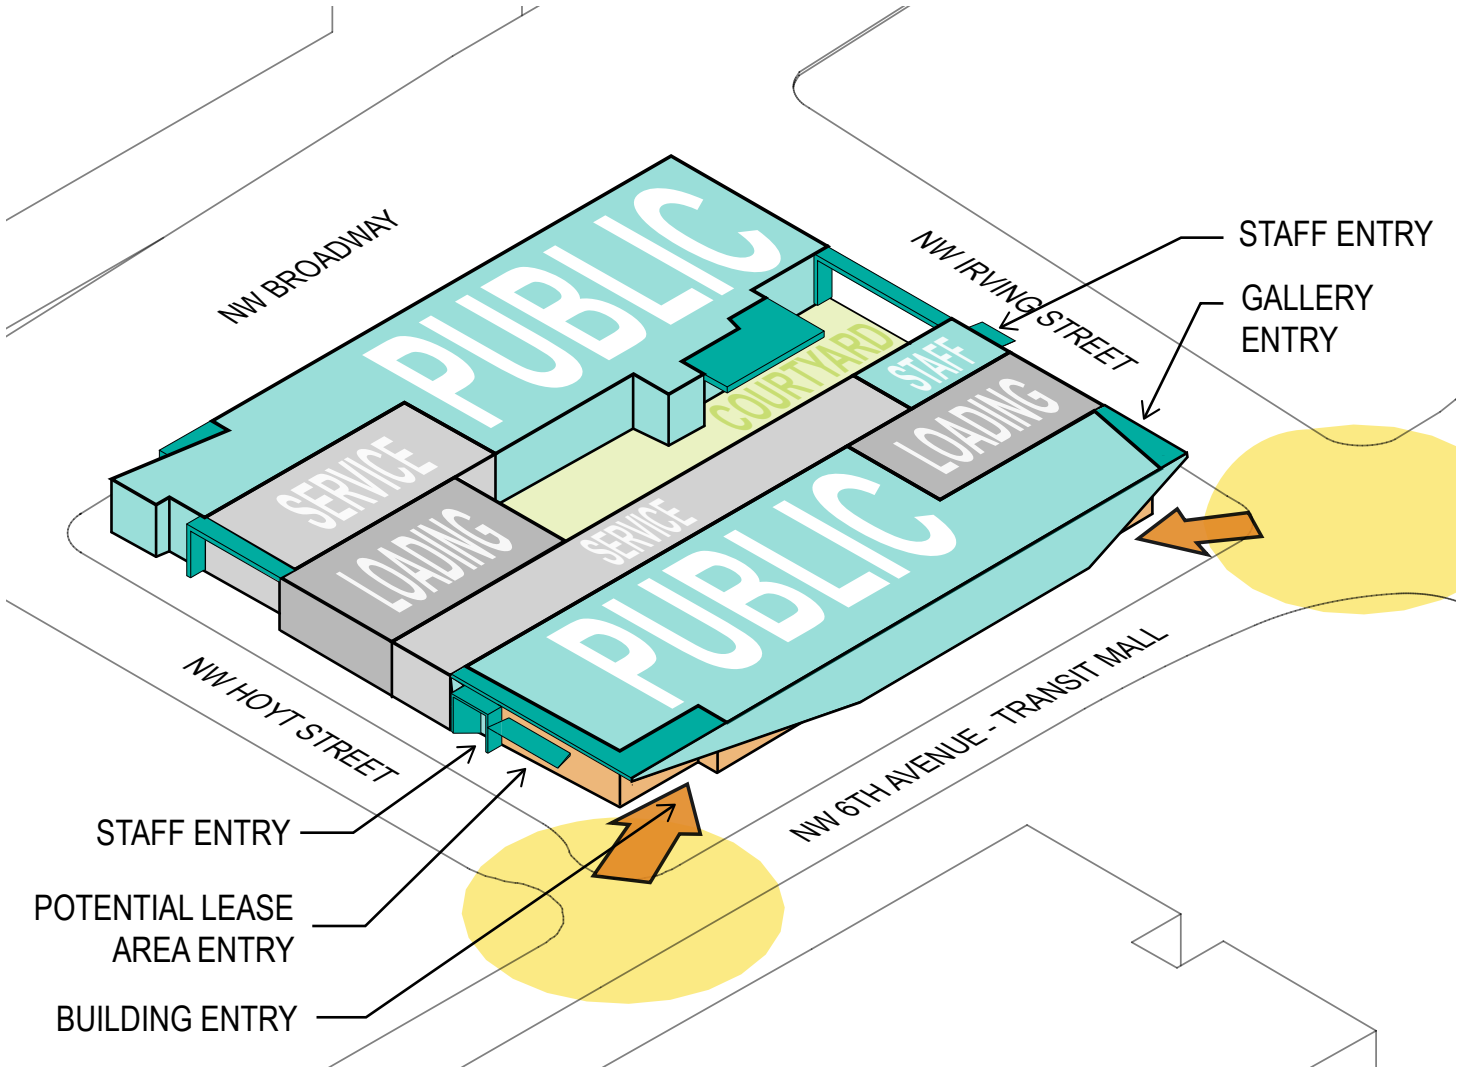 PUBLIC
NW BROADWAY
NW IRVING STREET
STAFF ENTRY
GALLERY
ENTRY
COURTYARD
STAFF
LOADING
SERVICE
LOADING
SERVICE
PUBLIC
NW HOYT STREET
NW 6TH AVENUE - TRANSIT MALL
STAFF ENTRY
POTENTIAL LEASE
AREA ENTRY
BUILDING ENTRY